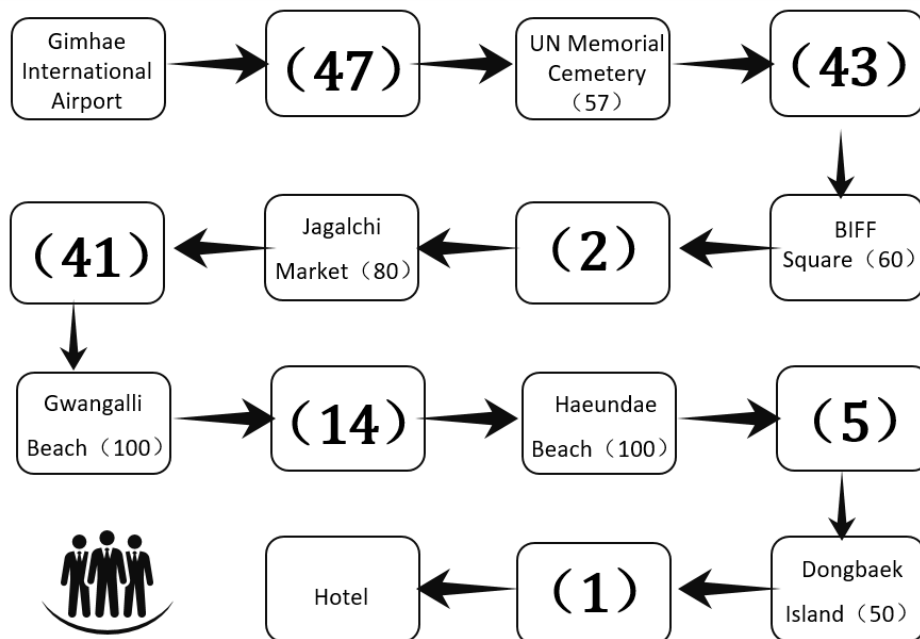 Gimhae
International
Airport
(47)
UN Memorial
Cemetery
(57)
(43)
BIFF
Square (60)
(2)
Jagalchi
Market (80)
(41)
Gwangalli
Beach (100)
(14)
Haeundae
Beach (100)
(5)
Dongbaek
Island (50)
(1)
Hotel